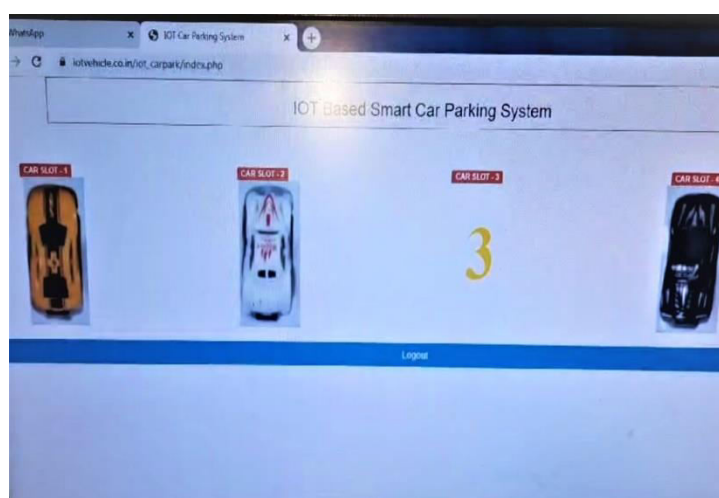 WhatsApp
IOT Car Parking System
iotvehicle.co.in/iot_carpark/index.php
IOT Based Smart Car Parking System
CAR SLOT - 1
CAR SLOT - 2
CAR SLOT - 3
CAR SLOT - 4
3
Logout